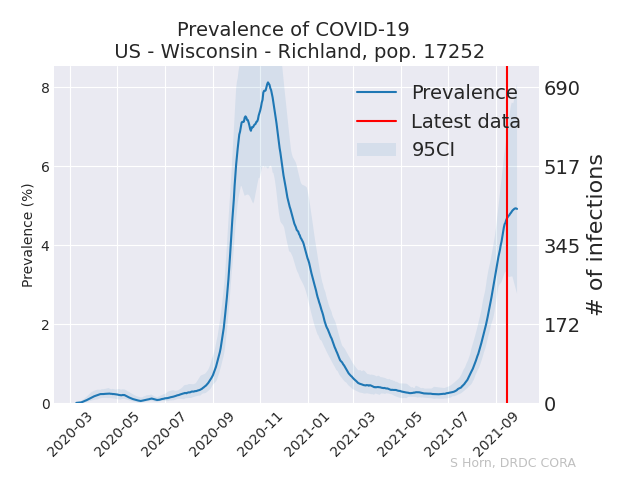 Prevalence of COVID-19
US - Wisconsin - Richland, pop. 17252
Prevalence
Latest data
95CI
Prevalence (%)
8
6
4
2
0
# of infections
690
517
345
172
0
2020-03
2020-05
2020-07
2020-09
2020-11
2021-01
2021-03
2021-05
2021-07
2021-09
S Horn, DRDC CORA